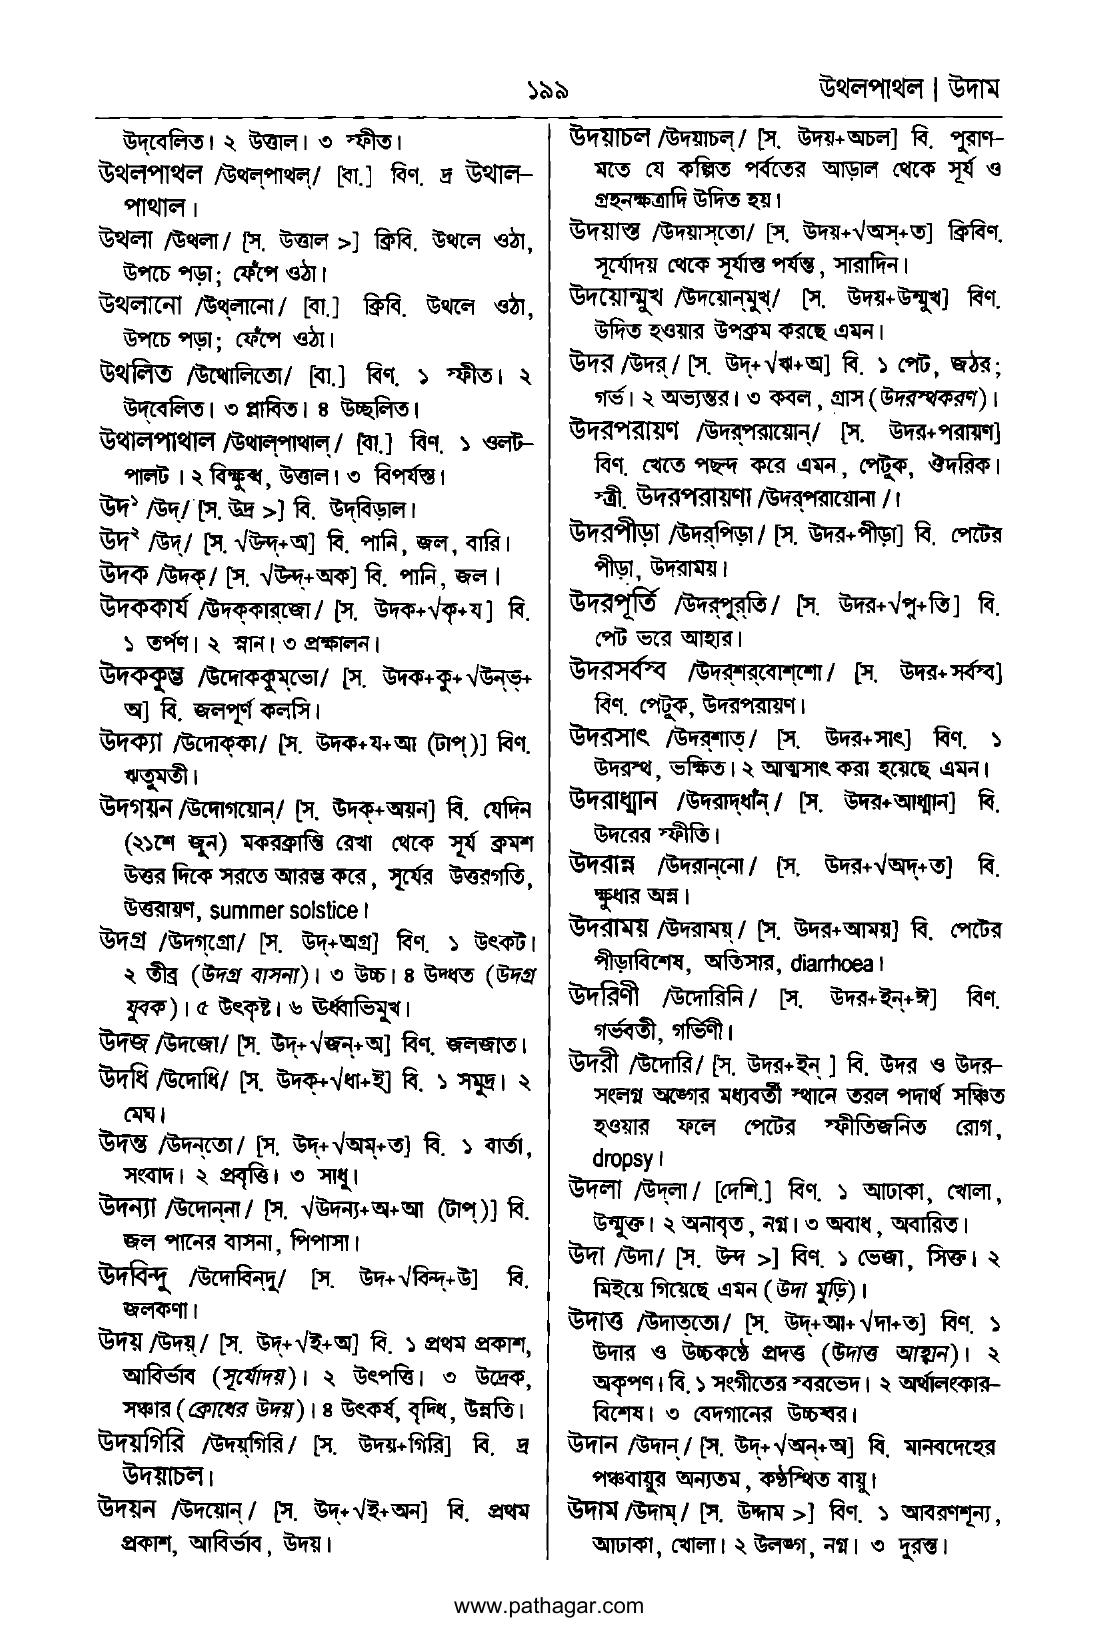 ১৯৯
উথলপাথল | উদাম
উদ্‌বেলিত। ২ উত্তাল। ৩ স্ফীত।
উথলপাথল /উথল্‌পাথল্‌/ [বা.] বিণ. দ্র উথাল-
পাথাল।
উথলা /উথলা/ [স. উত্তাল >] ক্রিবি. উথলে ওঠা,
উপচে পড়া; ফেঁপে ওঠা।
উথলানো /উথ্‌লানো/ [বা.] ক্রিবি. উথলে ওঠা,
উপচে পড়া; ফেঁপে ওঠা।
উথলিত /উথোলিতো/ [বা.] বিণ. ১ স্ফীত। ২
উদ্‌বেলিত। ৩ প্লাবিত। ৪ উচ্ছলিত।
উথালপাথাল /উথাল্‌পাথাল্‌/ [বা.] বিণ. ১ ওলট-
পালট। ২ বিক্ষুব্ধ, উত্তাল। ৩ বিপর্যস্ত।
উদ১ /উদ্‌/ [স. উদ্র >] বি. উদ্‌বিড়াল।
উদ২ /উদ্‌/ [স. √উন্দ্‌+অ] বি. পানি, জল, বারি।
উদক /উদক্‌/ [স. √উন্দ্‌+অক] বি. পানি, জল।
উদককার্য /উদক্‌কার্‌জো/ [স. উদক+√কৃ+য] বি.
১ তর্পণ। ২ স্নান। ৩ প্রক্ষালন।
উদককুম্ভ /উদোককুম্‌ভো/ [স. উদক+কু+√উন্‌ভ্‌+
অ] বি. জলপূর্ণ কলসি।
উদক্যা /উদোক্‌কা/ [স. উদক+য+আ (টাপ্‌)] বিণ.
ঋতুমতী।
উদগয়ন /উদোগয়োন্‌/ [স. উদক্‌+অয়ন] বি. যেদিন
(২১শে জুন) মকরক্রান্তি রেখা থেকে সূর্য ক্রমশ
উত্তর দিকে সরতে আরম্ভ করে, সূর্যের উত্তরগতি,
উত্তরায়ণ, summer solstice।
উদগ্র /উদগ্‌গ্রো/ [স. উদ্‌+অগ্র] বিণ. ১ উৎকট।
২ তীব্র (উদগ্র বাসনা)। ৩ উচ্চ। ৪ উদ্ধত (উদগ্র
যুবক)। ৫ উৎকৃষ্ট। ৬ ঊর্ধ্বাভিমুখ।
উদজ /উদজো/ [স. উদ্‌+√জন্‌+অ] বিণ. জলজাত।
উদধি /উদোধি/ [স. উদক্‌+√ধা+ই] বি. ১ সমুদ্র। ২
মেঘ।
উদন্ত /উদন্‌তো/ [স. উদ্‌+√অম্‌+ত] বি. ১ বার্তা,
সংবাদ। ২ প্রবৃত্তি। ৩ সাধু।
উদন্যা /উদোন্‌না/ [স. √উদন্য+অ+আ (টাপ্‌)] বি.
জল পানের বাসনা, পিপাসা।
উদবিন্দু /উদোবিন্‌দু/ [স. উদ+√বিন্দ্‌+উ] বি.
জলকণা।
উদয় /উদয়্‌/ [স. উদ্‌+√ই+অ] বি. ১ প্রথম প্রকাশ,
আবির্ভাব (সূর্যোদয়)। ২ উৎপত্তি। ৩ উদ্রেক,
সঞ্চার (ক্রোধের উদয়)। ৪ উৎকর্ষ, বৃদ্ধি, উন্নতি।
উদয়গিরি /উদয়্‌গিরি/ [স. উদয়+গিরি] বি. দ্র
উদয়াচল।
উদয়ন /উদয়োন্‌/ [স. উদ্‌+√ই+অন] বি. প্রথম
প্রকাশ, আবির্ভাব, উদয়।
উদয়াচল /উদয়াচল্‌/ [স. উদয়+অচল] বি. পুরাণ-
মতে যে কল্পিত পর্বতের আড়াল থেকে সূর্য ও
গ্রহনক্ষত্রাদি উদিত হয়।
উদয়াস্ত /উদয়াস্‌তো/ [স. উদয়+√অস্‌+ত] ক্রিবিণ.
সূর্যোদয় থেকে সূর্যাস্ত পর্যন্ত, সারাদিন।
উদয়োন্মুখ /উদয়োন্‌মুখ্‌/ [স. উদয়+উন্মুখ] বিণ.
উদিত হওয়ার উপক্রম করছে এমন।
উদর /উদর্‌/ [স. উদ্‌+√ঋ+অ] বি. ১ পেট, জঠর;
গর্ভ। ২ অভ্যন্তর। ৩ কবল, গ্রাস (উদরস্থকরণ)।
উদরপরায়ণ /উদর্‌পরায়োন্‌/ [স. উদর+পরায়ণ]
বিণ. খেতে পছন্দ করে এমন, পেটুক, ঔদরিক।
স্ত্রী. উদরপরায়ণা /উদর্‌পরায়োনা/।
উদরপীড়া /উদর্‌পিড়া/ [স. উদর+পীড়া] বি. পেটের
পীড়া, উদরাময়।
উদরপূর্তি /উদর্‌পুর্‌তি/ [স. উদর+√পৄ+তি] বি.
পেট ভরে আহার।
উদরসর্বস্ব /উদর্‌শর্‌বোশ্‌শো/ [স. উদর+সর্বস্ব]
বিণ. পেটুক, উদরপরায়ণ।
উদরসাৎ /উদর্‌শাত্‌/ [স. উদর+সাৎ] বিণ. ১
উদরস্থ, ভক্ষিত। ২ আত্মসাৎ করা হয়েছে এমন।
উদরাধ্মান /উদরাদ্‌ধাঁন্‌/ [স. উদর+আধ্মান] বি.
উদরের স্ফীতি।
উদরান্ন /উদরান্‌নো/ [স. উদর+√অদ্‌+ত] বি.
ক্ষুধার অন্ন।
উদরাময় /উদরাময়্‌/ [স. উদর+আময়] বি. পেটের
পীড়াবিশেষ, অতিসার, diarrhoea।
উদরিণী /উদোরিনি/ [স. উদর+ইন্‌+ঈ] বিণ.
গর্ভবতী, গর্ভিণী।
উদরী /উদোরি/ [স. উদর+ইন্‌] বি. উদর ও উদর-
সংলগ্ন অঙ্গের মধ্যবর্তী স্থানে তরল পদার্থ সঞ্চিত
হওয়ার ফলে পেটের স্ফীতিজনিত রোগ,
dropsy।
উদলা /উদ্‌লা/ [দেশি.] বিণ. ১ আঢাকা, খোলা,
উন্মুক্ত। ২ অনাবৃত, নগ্ন। ৩ অবাধ, অবারিত।
উদা /উদা/ [স. উন্দ >] বিণ. ১ ভেজা, সিক্ত। ২
মিইয়ে গিয়েছে এমন (উদা মুড়ি)।
উদাত্ত /উদাত্‌তো/ [স. উদ্‌+আ+√দা+ত] বিণ. ১
উদার ও উচ্চকণ্ঠে প্রদত্ত (উদাত্ত আহ্বান)। ২
অকৃপণ। বি. ১ সংগীতের স্বরভেদ। ২ অর্থালংকার-
বিশেষ। ৩ বেদগানের উচ্চস্বর।
উদান /উদান্‌/ [স. উদ্‌+√অন্‌+অ] বি. মানবদেহের
পঞ্চবায়ুর অন্যতম, কণ্ঠস্থিত বায়ু।
উদাম /উদাম্‌/ [স. উদ্দাম >] বিণ. ১ আবরণশূন্য,
আঢাকা, খোলা। ২ উলঙ্গ, নগ্ন। ৩ দুরন্ত।
www.pathagar.com